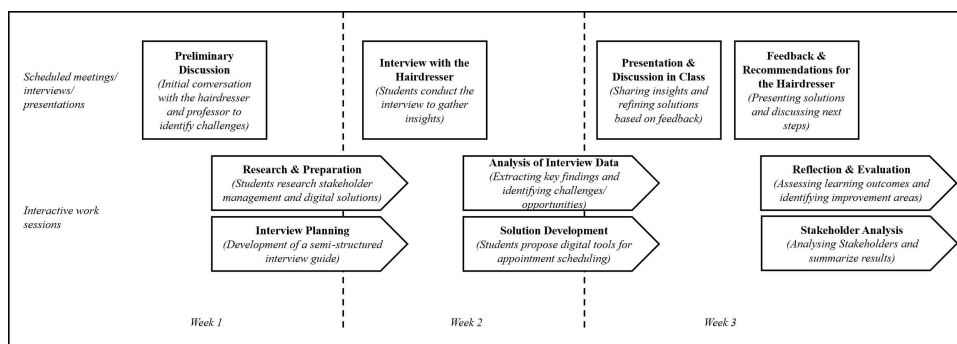 Scheduled meetings/
interviews/
presentations
Preliminary
Discussion
(Initial conversation
with the hairdresser
and professor to
identify challenges)
Interview with the
Hairdresser
(Students conduct the
interview to gather
insights)
Presentation &
Discussion in Class
(Sharing insights and
refining solutions
based on feedback)
Feedback &
Recommendations for
the Hairdresser
(Presenting solutions
and discussing next
steps)
Interactive work
sessions
Research & Preparation
(Students research stakeholder
management and digital solutions)
Analysis of Interview Data
(Extracting key findings and
identifying challenges/
opportunities)
Reflection & Evaluation
(Assessing learning outcomes and
identifying improvement areas)
Interview Planning
(Development of a semi-structured
interview guide)
Solution Development
(Students propose digital tools for
appointment scheduling)
Stakeholder Analysis
(Analysing Stakeholders and
summarize results)
Week 1
Week 2
Week 3